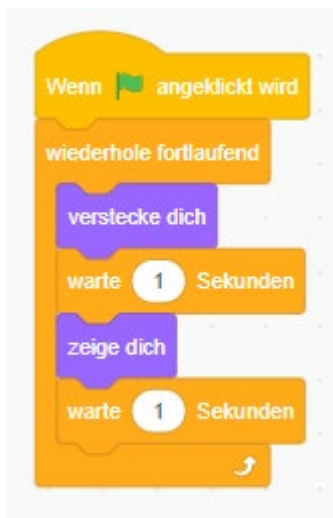 Wenn angeklickt wird
wiederhole fortlaufend
verstecke dich
warte 1 Sekunden
zeige dich
warte 1 Sekunden